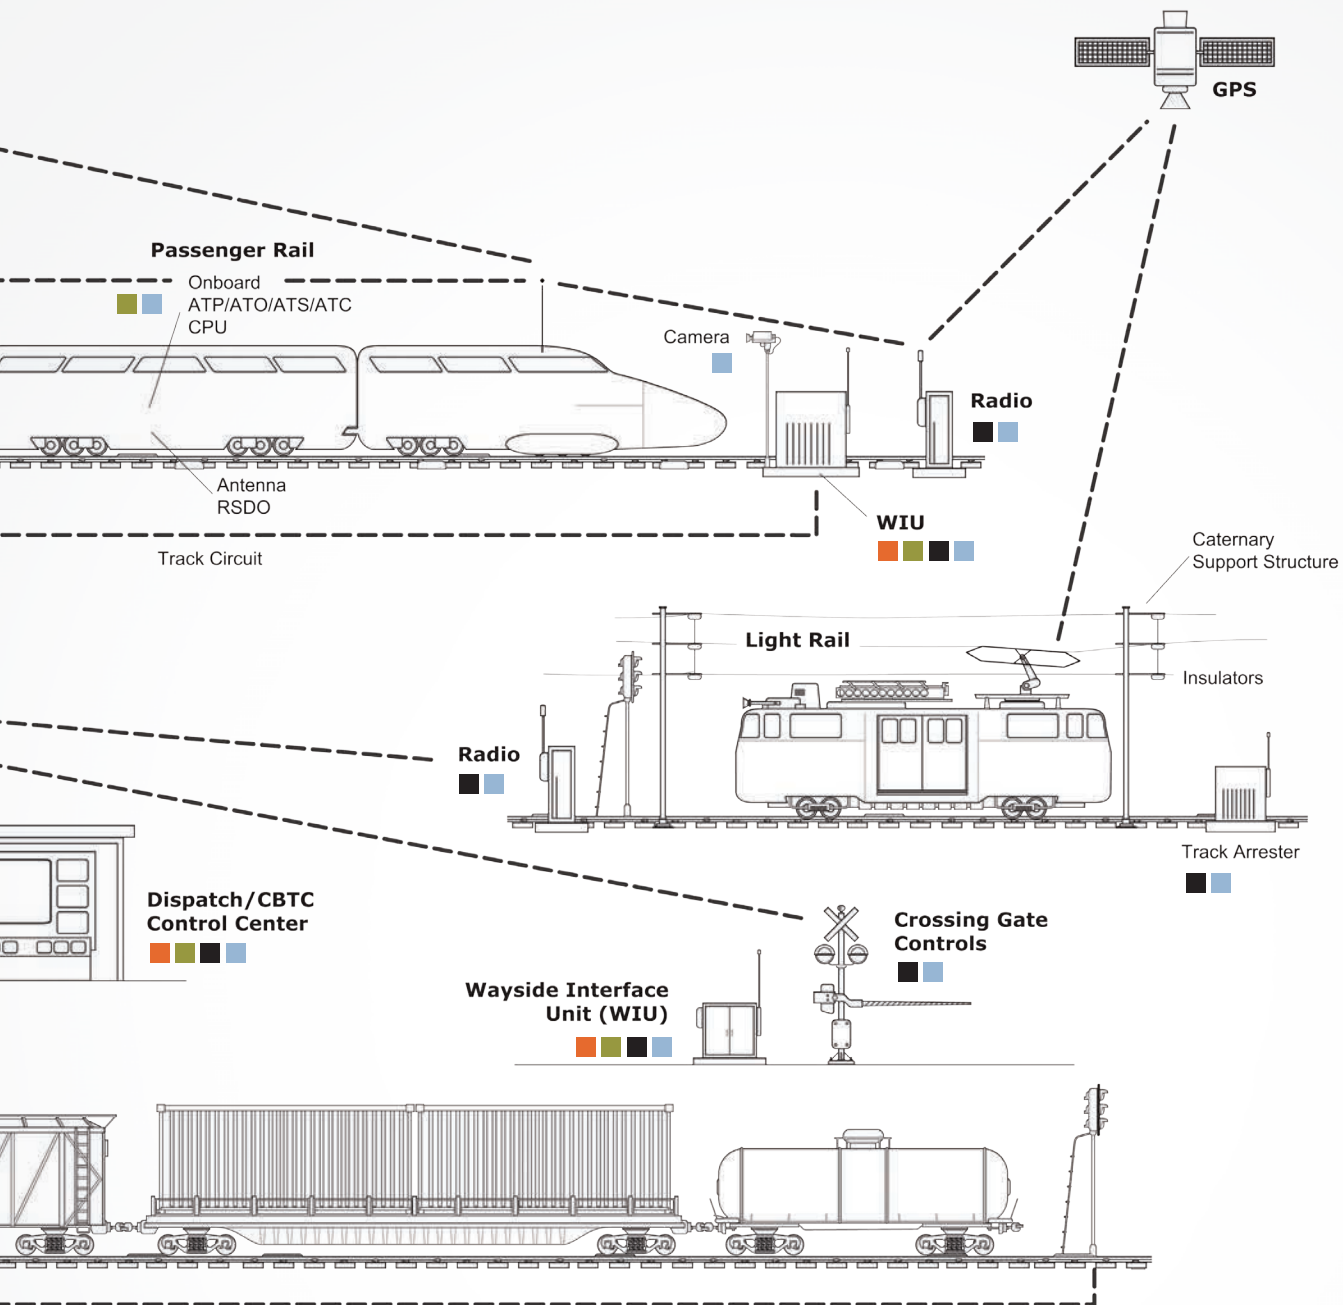 GPS
Passenger Rail
Onboard
ATP/ATO/ATS/ATC
CPU
Camera
Radio
Antenna
RSDO
WIU
Track Circuit
Caternary
Support Structure
Light Rail
Insulators
Radio
Track Arrester
Dispatch/CBTC
Control Center
Crossing Gate
Controls
Wayside Interface
Unit (WIU)